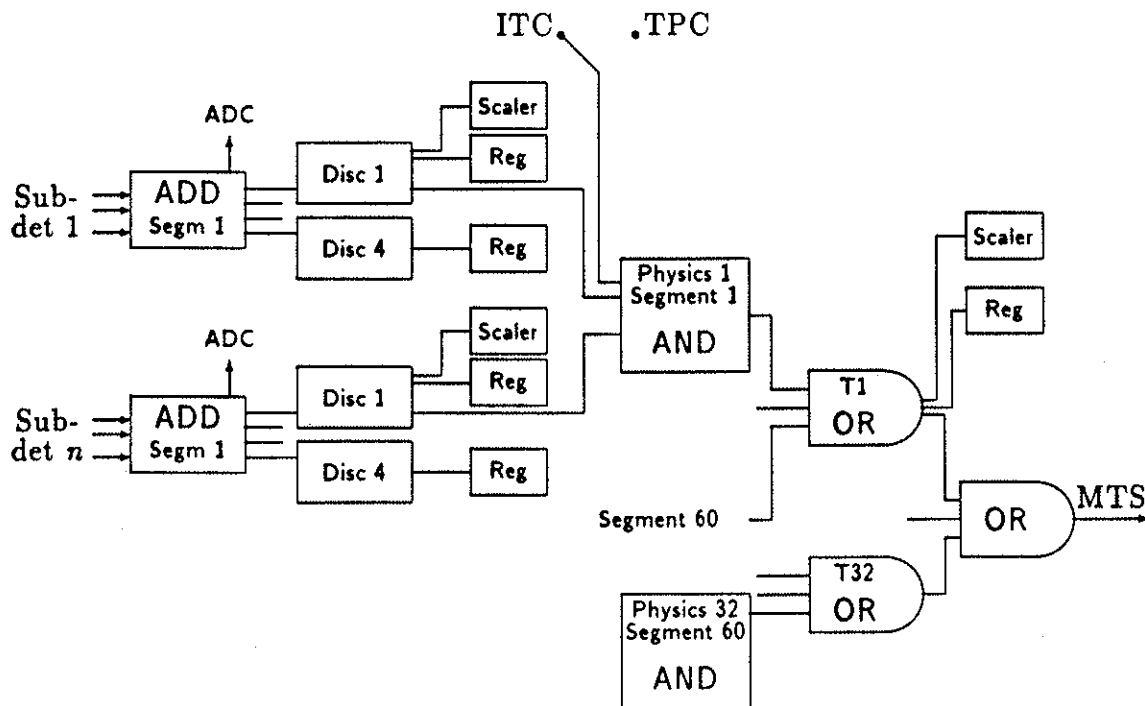 ITC
TPC
ADC
Sub-
det 1
ADD
Segm 1
Disc 1
Scaler
Reg
Disc 4
Reg
Physics 1
Segment 1
AND
ADC
Sub-
det n
ADD
Segm 1
Disc 1
Scaler
Reg
Disc 4
Reg
Segment 60
T1
OR
Scaler
Reg
Physics 32
Segment 60
AND
T32
OR
OR
MTS